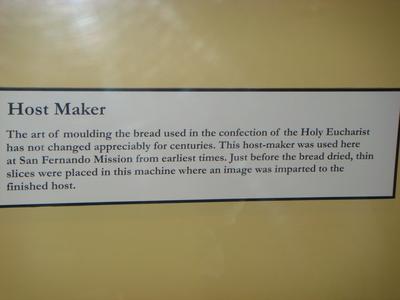 Host Maker
The art of moulding the bread used in the confection of the Holy Eucharist
has not changed appreciably for centuries. This host-maker was used here
at San Fernando Mission from earliest times. Just before the bread dried, thin
slices were placed in this machine where an image was imparted to the
finished host.